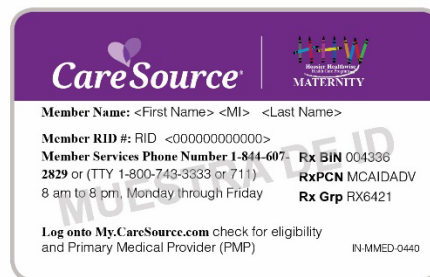 CareSource®
Hoosier Healthwise
Health Care Programs
MATERNITY
Member Name: <First Name> <MI> <Last Name>
Member RID #: RID <000000000000>
Member Services Phone Number 1-844-607-
2829 or (TTY 1-800-743-3333 or 711)
8 am to 8 pm, Monday through Friday
Rx BIN 004336
RxPCN MCAIDADV
Rx Grp RX6421
MUESTRA DE ID
Log onto My.CareSource.com check for eligibility
and Primary Medical Provider (PMP)
IN-MMED-0440